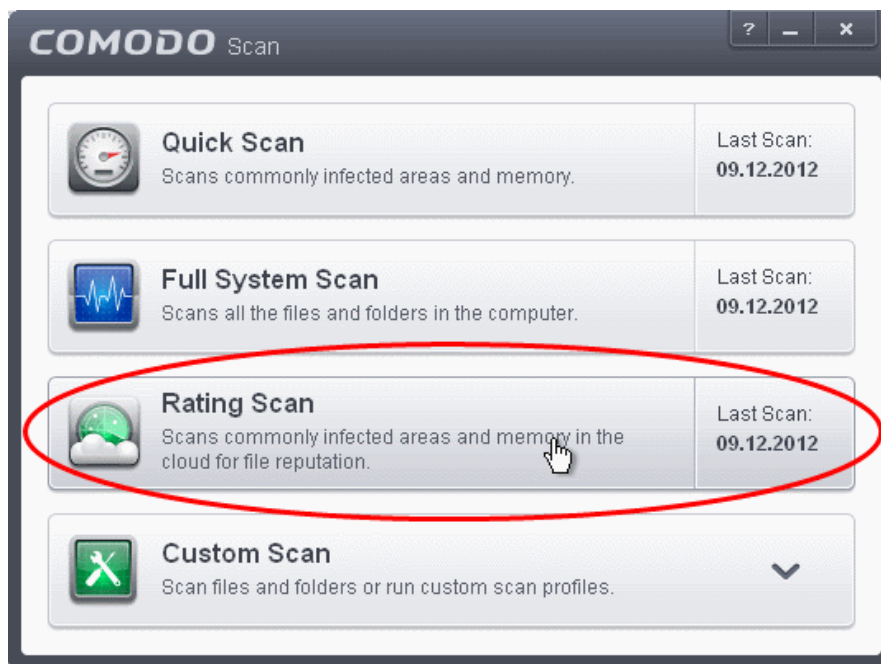 COMODO Scan
? – ×
Quick Scan
Scans commonly infected areas and memory.
Last Scan:
09.12.2012
Full System Scan
Scans all the files and folders in the computer.
Last Scan:
09.12.2012
Rating Scan
Scans commonly infected areas and memory in the
cloud for file reputation.
Last Scan:
09.12.2012
Custom Scan
Scan files and folders or run custom scan profiles.